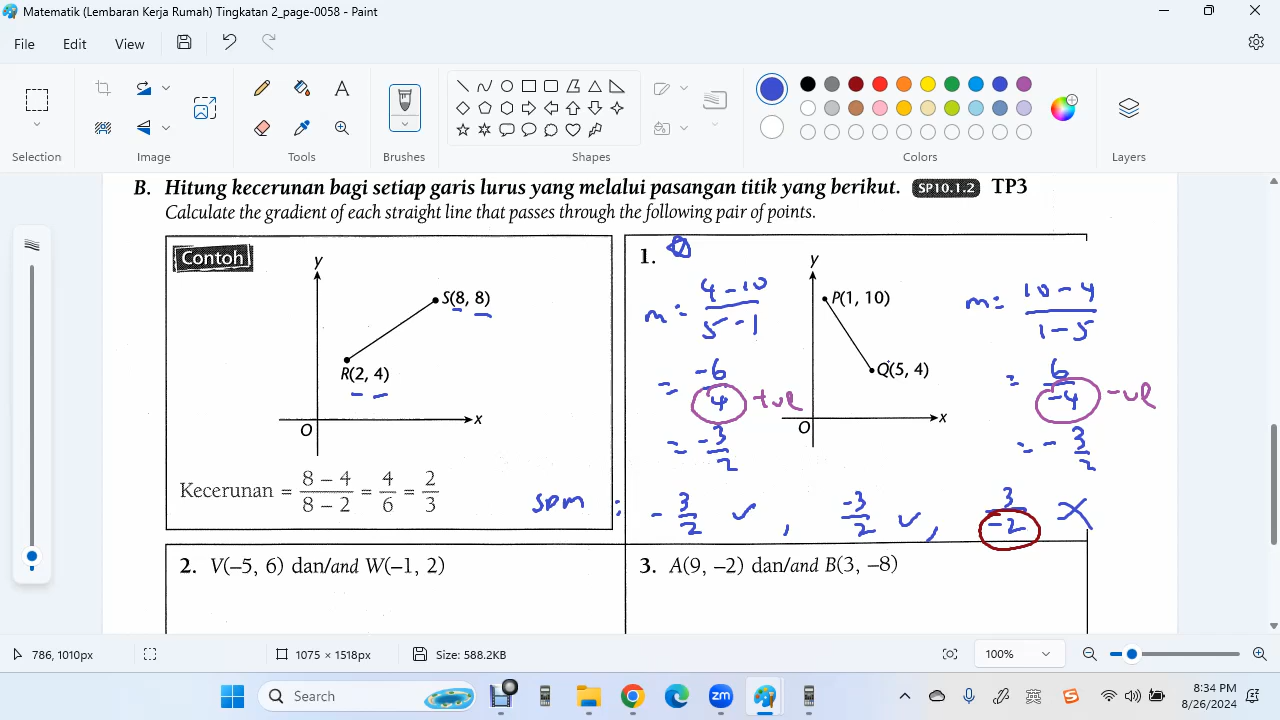 Matematik (Lembaran Kerja Rumah) Tingkatan 2_page-0058 - Paint
File Edit View
Selection Image Tools Brushes Shapes Colors Layers
B. Hitung kecerunan bagi setiap garis lurus yang melalui pasangan titik yang berikut. SP10.1.2 TP3
Calculate the gradient of each straight line that passes through the following pair of points.
Contoh
y
S(8, 8)
R(2, 4)
O
x
Kecerunan = 8 – 4 / 8 – 2 = 4/6 = 2/3
1.
m = 4 - 10 / 5 - 1
= -6/4 +ve
= -3/2
y
P(1, 10)
Q(5, 4)
O
x
m = 10 - 4 / 1 - 5
= 6/-4 -ve
= - 3/2
spm : - 3/2 ✓, -3/2 ✓, 3/-2 ✗
2. V(–5, 6) dan/and W(–1, 2)
3. A(9, –2) dan/and B(3, –8)
786, 1010px
1075 × 1518px
Size: 588.2KB
100%
Search
zm
英
8:34 PM
8/26/2024